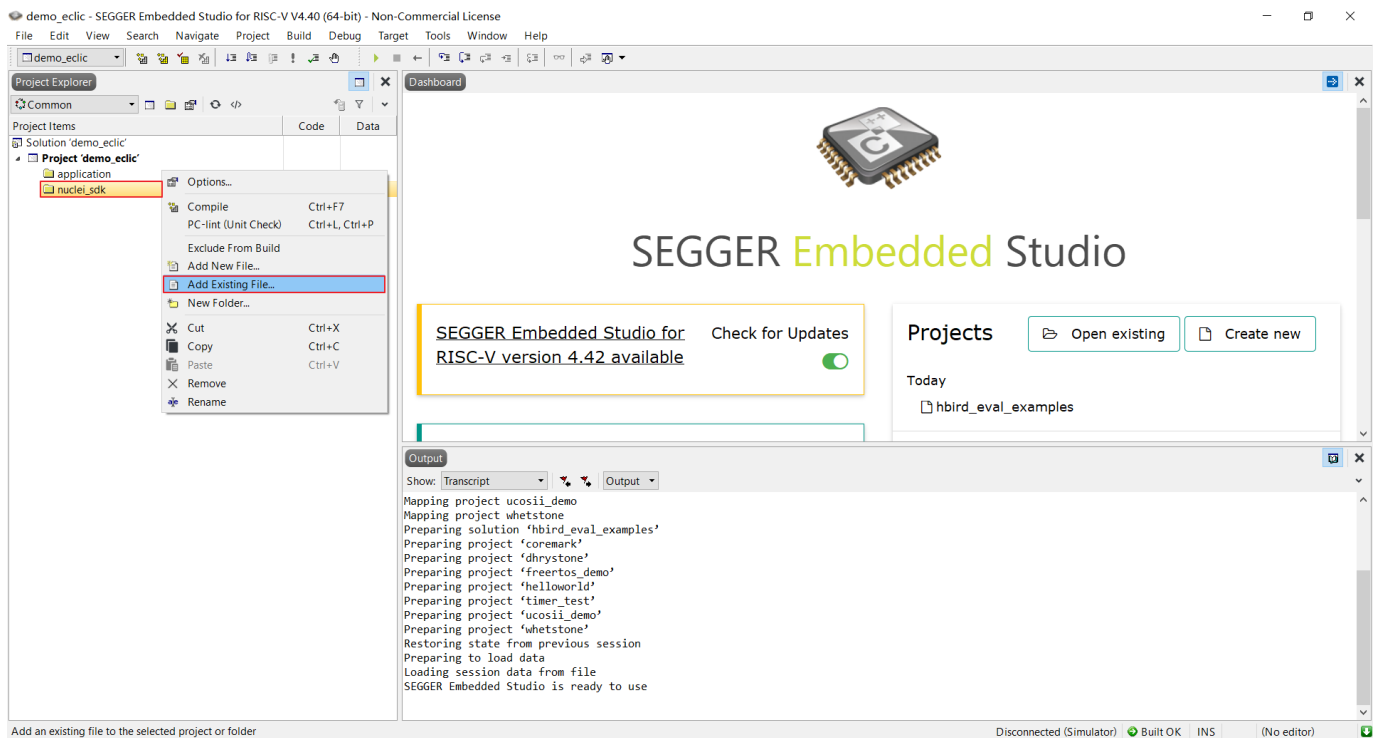 demo_eclic - SEGGER Embedded Studio for RISC-V V4.40 (64-bit) - Non-Commercial License
File Edit View Search Navigate Project Build Debug Target Tools Window Help
demo_eclic
Project Explorer
Common
Project Items Code Data
Solution 'demo_eclic'
Project 'demo_eclic'
application
nuclei_sdk
Options...
Compile Ctrl+F7
PC-lint (Unit Check) Ctrl+L, Ctrl+P
Exclude From Build
Add New File...
Add Existing File...
New Folder...
Cut Ctrl+X
Copy Ctrl+C
Paste Ctrl+V
Remove
Rename
Dashboard
C
SEGGER Embedded Studio
SEGGER Embedded Studio for RISC-V version 4.42 available
Check for Updates
Projects
Open existing
Create new
Today
hbird_eval_examples
Output
Show: Transcript Output
Mapping project ucosii_demo
Mapping project whetstone
Preparing solution ‘hbird_eval_examples’
Preparing project ‘coremark’
Preparing project ‘dhrystone’
Preparing project ‘freertos_demo’
Preparing project ‘helloworld’
Preparing project ‘timer_test’
Preparing project ‘ucosii_demo’
Preparing project ‘whetstone’
Restoring state from previous session
Preparing to load data
Loading session data from file
SEGGER Embedded Studio is ready to use
Add an existing file to the selected project or folder
Disconnected (Simulator) Built OK INS (No editor)